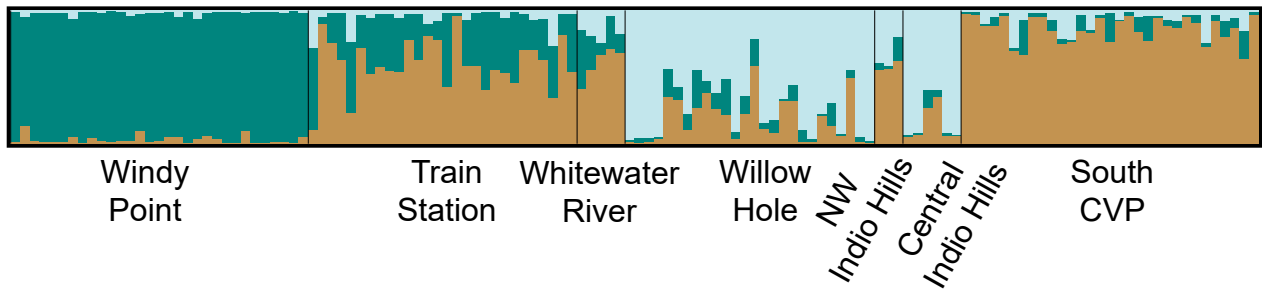 Windy
Point
Train
Station
Whitewater
River
Willow
Hole
NW
Indio Hills
Central
Indio Hills
South
CVP